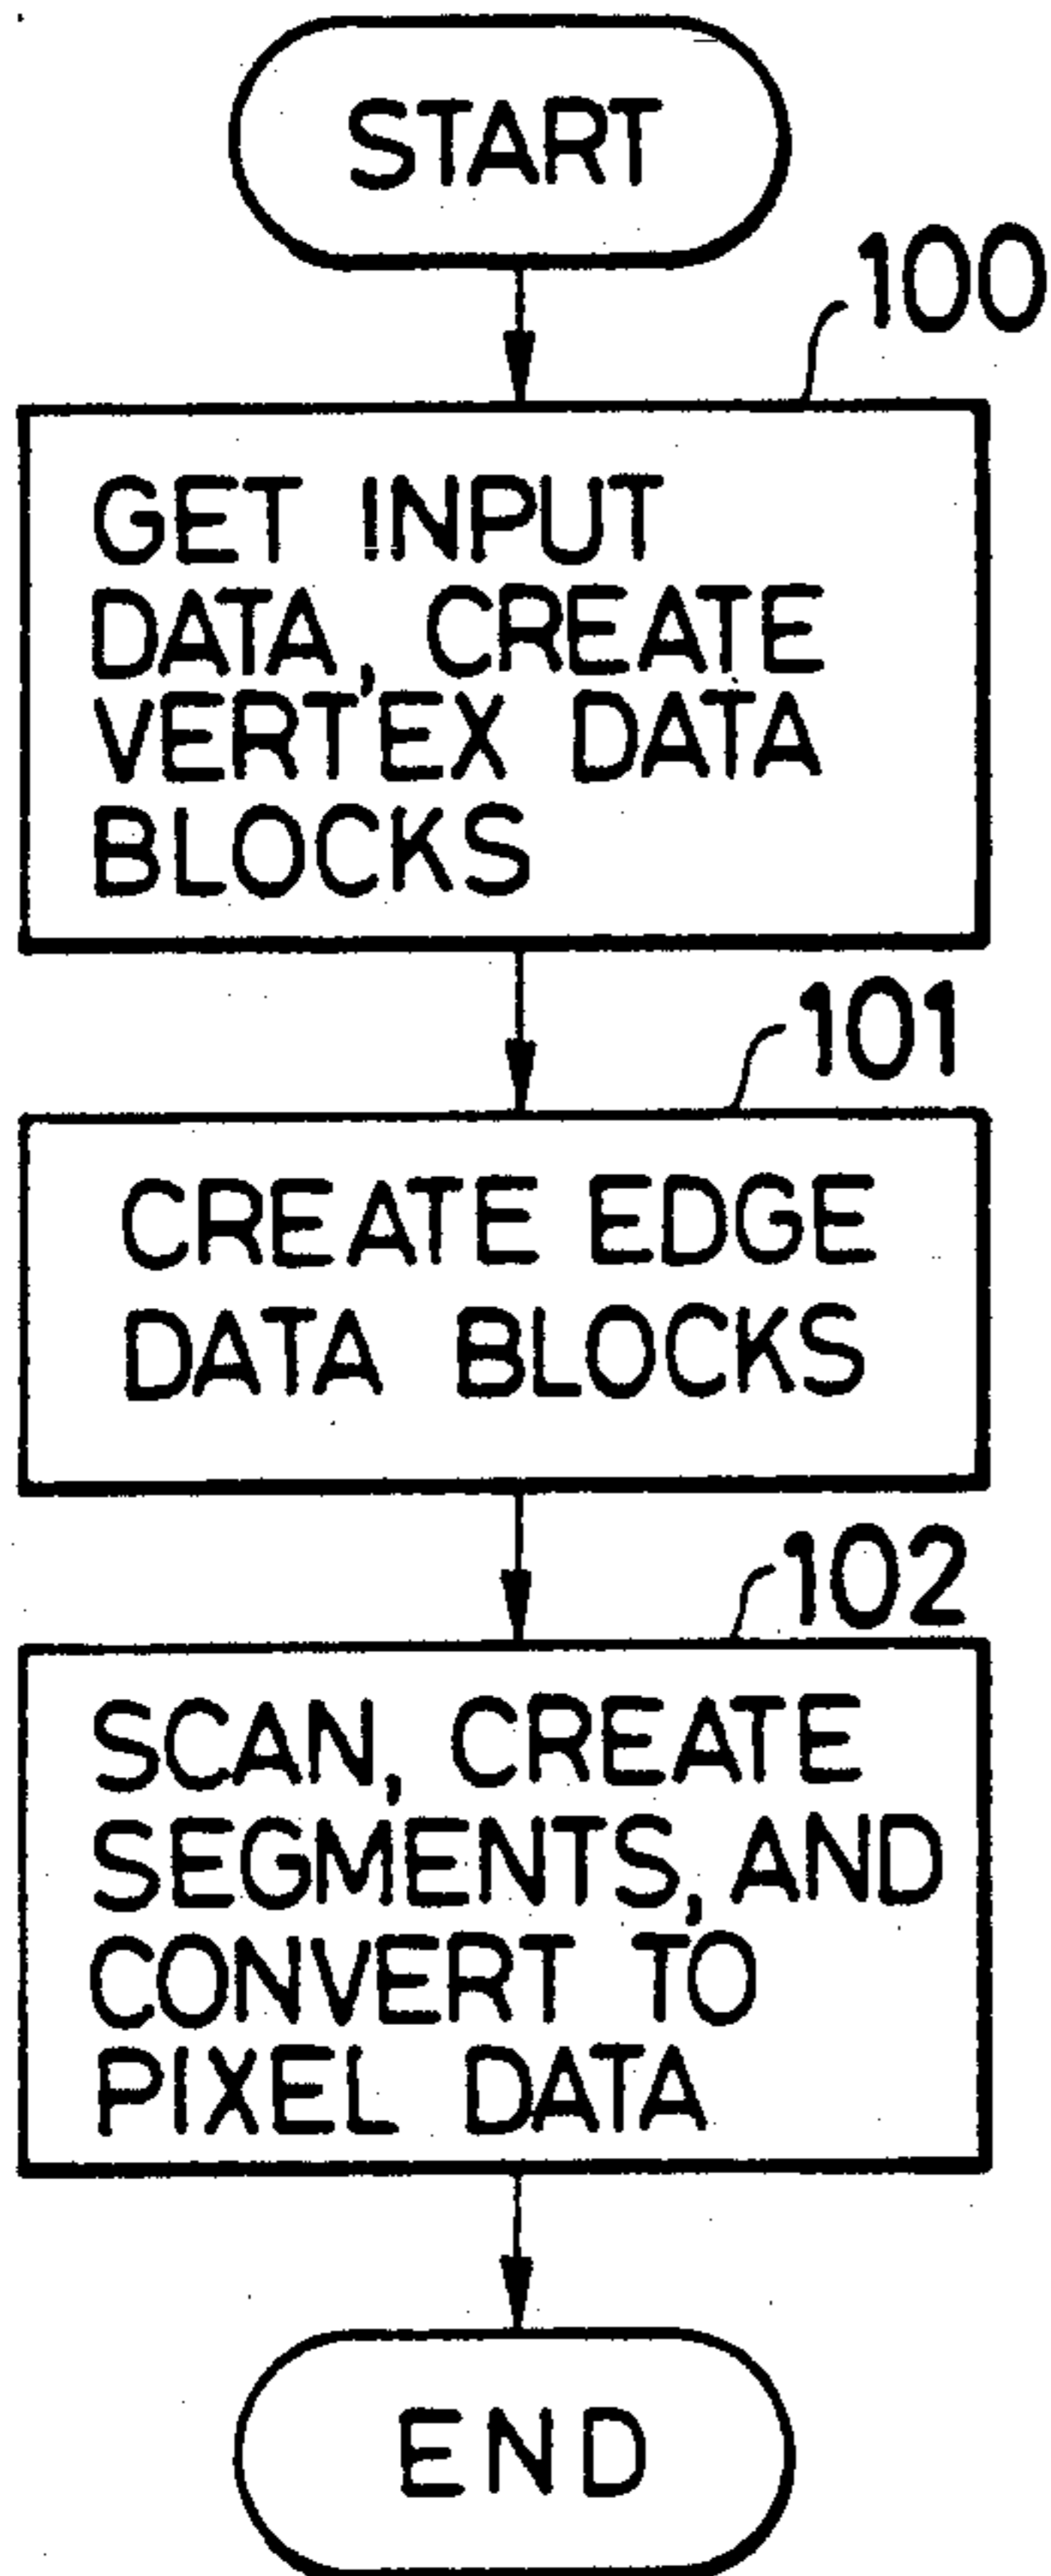 START
100
GET INPUT
DATA, CREATE
VERTEX DATA
BLOCKS
101
CREATE EDGE
DATA BLOCKS
102
SCAN, CREATE
SEGMENTS, AND
CONVERT TO
PIXEL DATA
END